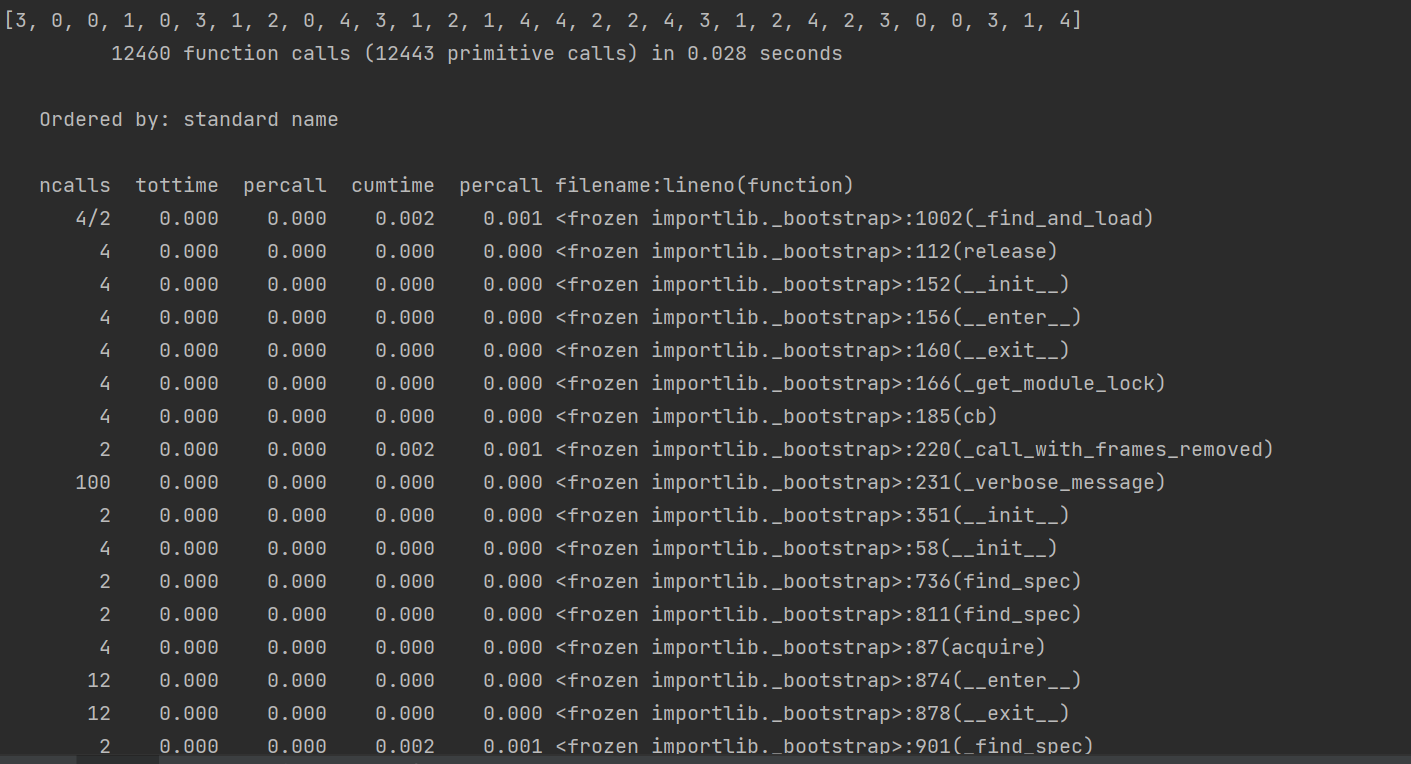 [3, 0, 0, 1, 0, 3, 1, 2, 0, 4, 3, 1, 2, 1, 4, 4, 2, 2, 4, 3, 1, 2, 4, 2, 3, 0, 0, 3, 1, 4]
12460 function calls (12443 primitive calls) in 0.028 seconds
Ordered by: standard name
ncalls  tottime  percall  cumtime  percall filename:lineno(function)
4/2    0.000    0.000    0.002    0.001 <frozen importlib._bootstrap>:1002(_find_and_load)
4    0.000    0.000    0.000    0.000 <frozen importlib._bootstrap>:112(release)
4    0.000    0.000    0.000    0.000 <frozen importlib._bootstrap>:152(__init__)
4    0.000    0.000    0.000    0.000 <frozen importlib._bootstrap>:156(__enter__)
4    0.000    0.000    0.000    0.000 <frozen importlib._bootstrap>:160(__exit__)
4    0.000    0.000    0.000    0.000 <frozen importlib._bootstrap>:166(_get_module_lock)
4    0.000    0.000    0.000    0.000 <frozen importlib._bootstrap>:185(cb)
2    0.000    0.000    0.002    0.001 <frozen importlib._bootstrap>:220(_call_with_frames_removed)
100    0.000    0.000    0.000    0.000 <frozen importlib._bootstrap>:231(_verbose_message)
2    0.000    0.000    0.000    0.000 <frozen importlib._bootstrap>:351(__init__)
4    0.000    0.000    0.000    0.000 <frozen importlib._bootstrap>:58(__init__)
2    0.000    0.000    0.000    0.000 <frozen importlib._bootstrap>:736(find_spec)
2    0.000    0.000    0.000    0.000 <frozen importlib._bootstrap>:811(find_spec)
4    0.000    0.000    0.000    0.000 <frozen importlib._bootstrap>:87(acquire)
12    0.000    0.000    0.000    0.000 <frozen importlib._bootstrap>:874(__enter__)
12    0.000    0.000    0.000    0.000 <frozen importlib._bootstrap>:878(__exit__)
2    0.000    0.000    0.002    0.001 <frozen importlib._bootstrap>:901(_find_spec)